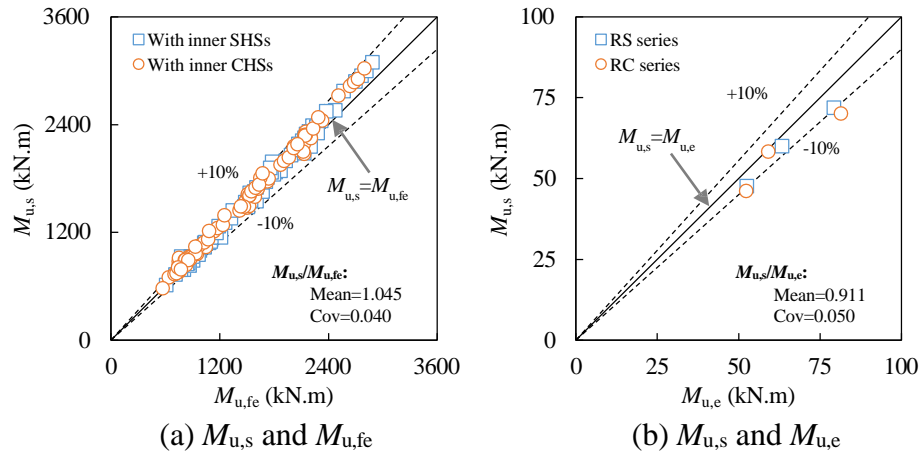 3600
2400
1200
0
M_u,s (kN.m)
With inner SHSs
With inner CHSs
+10%
M_u,s=M_u,fe
-10%
M_u,s/M_u,fe:
Mean=1.045
Cov=0.040
0 1200 2400 3600
M_u,fe (kN.m)
(a) M_u,s and M_u,fe
100
75
50
25
0
M_u,s (kN.m)
RS series
RC series
+10%
M_u,s=M_u,e
-10%
M_u,s/M_u,e:
Mean=0.911
Cov=0.050
0 25 50 75 100
M_u,e (kN.m)
(b) M_u,s and M_u,e